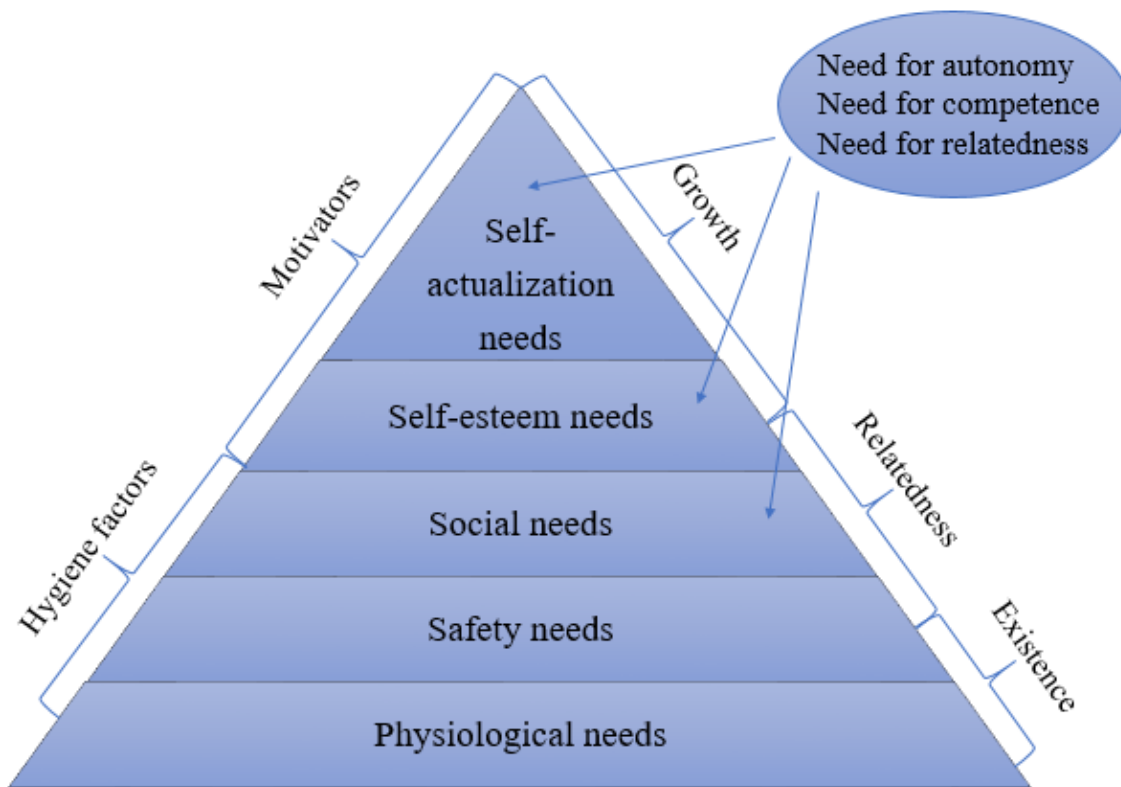 Need for autonomy
Need for competence
Need for relatedness
Motivators
Growth
Self-
actualization
needs
Self-esteem needs
Relatedness
Hygiene factors
Social needs
Safety needs
Existence
Physiological needs